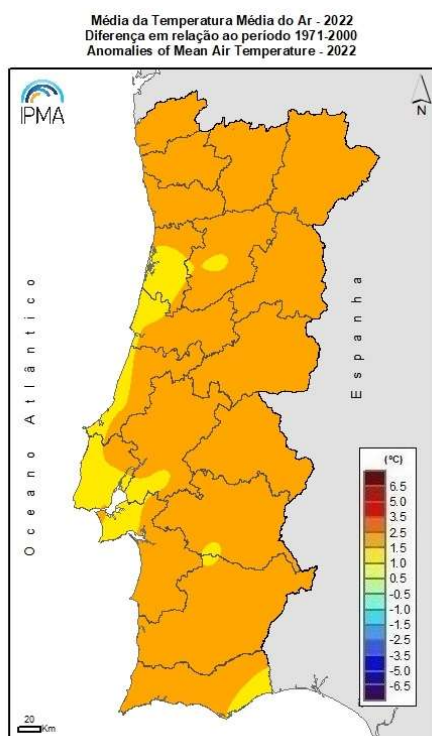 Média da Temperatura Média do Ar - 2022
Diferença em relação ao período 1971-2000
Anomalies of Mean Air Temperature - 2022
IPMA
N
Oceano Atlântico
Espanha
(ºC)
6.5
5.0
3.5
2.5
1.5
1.0
0.5
-0.5
-1.0
-1.5
-2.5
-3.5
-5.0
-6.5
20
Km